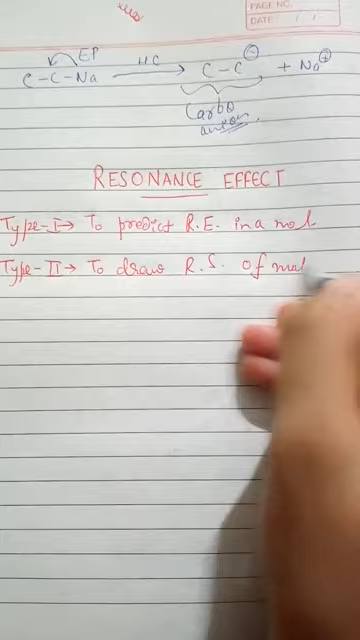 PAGE NO.
DATE: / /
EP
C-C-Na H.C → C-C⊖ + Na⊕
Carbo
anion.
RESONANCE EFFECT
Type-I→ To predict R.E. in a mol
Type-II→ To draw R.S. of mol